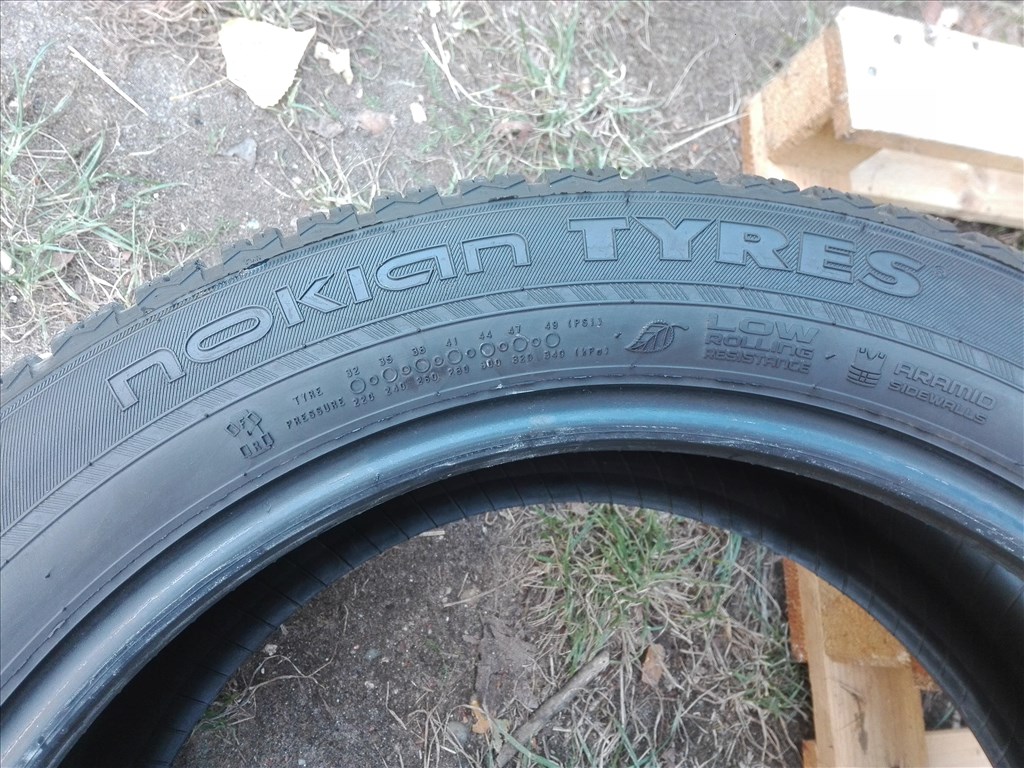 nokian TYRES
32 35 38 41 44 47 49 (PSI)
TYRE
PRESSURE 220 240 260 280 300 320 340 (kPa)
LOW
ROLLING
RESISTANCE
ARAMID
SIDEWALLS